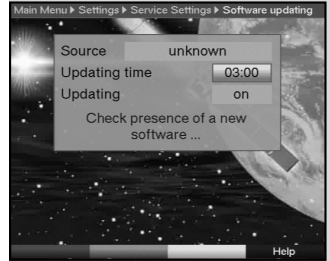 Main Menu ▶ Settings ▶ Service Settings ▶ Software updating
Source unknown
Updating time 03:00
Updating on
Check presence of a new
software ...
Help